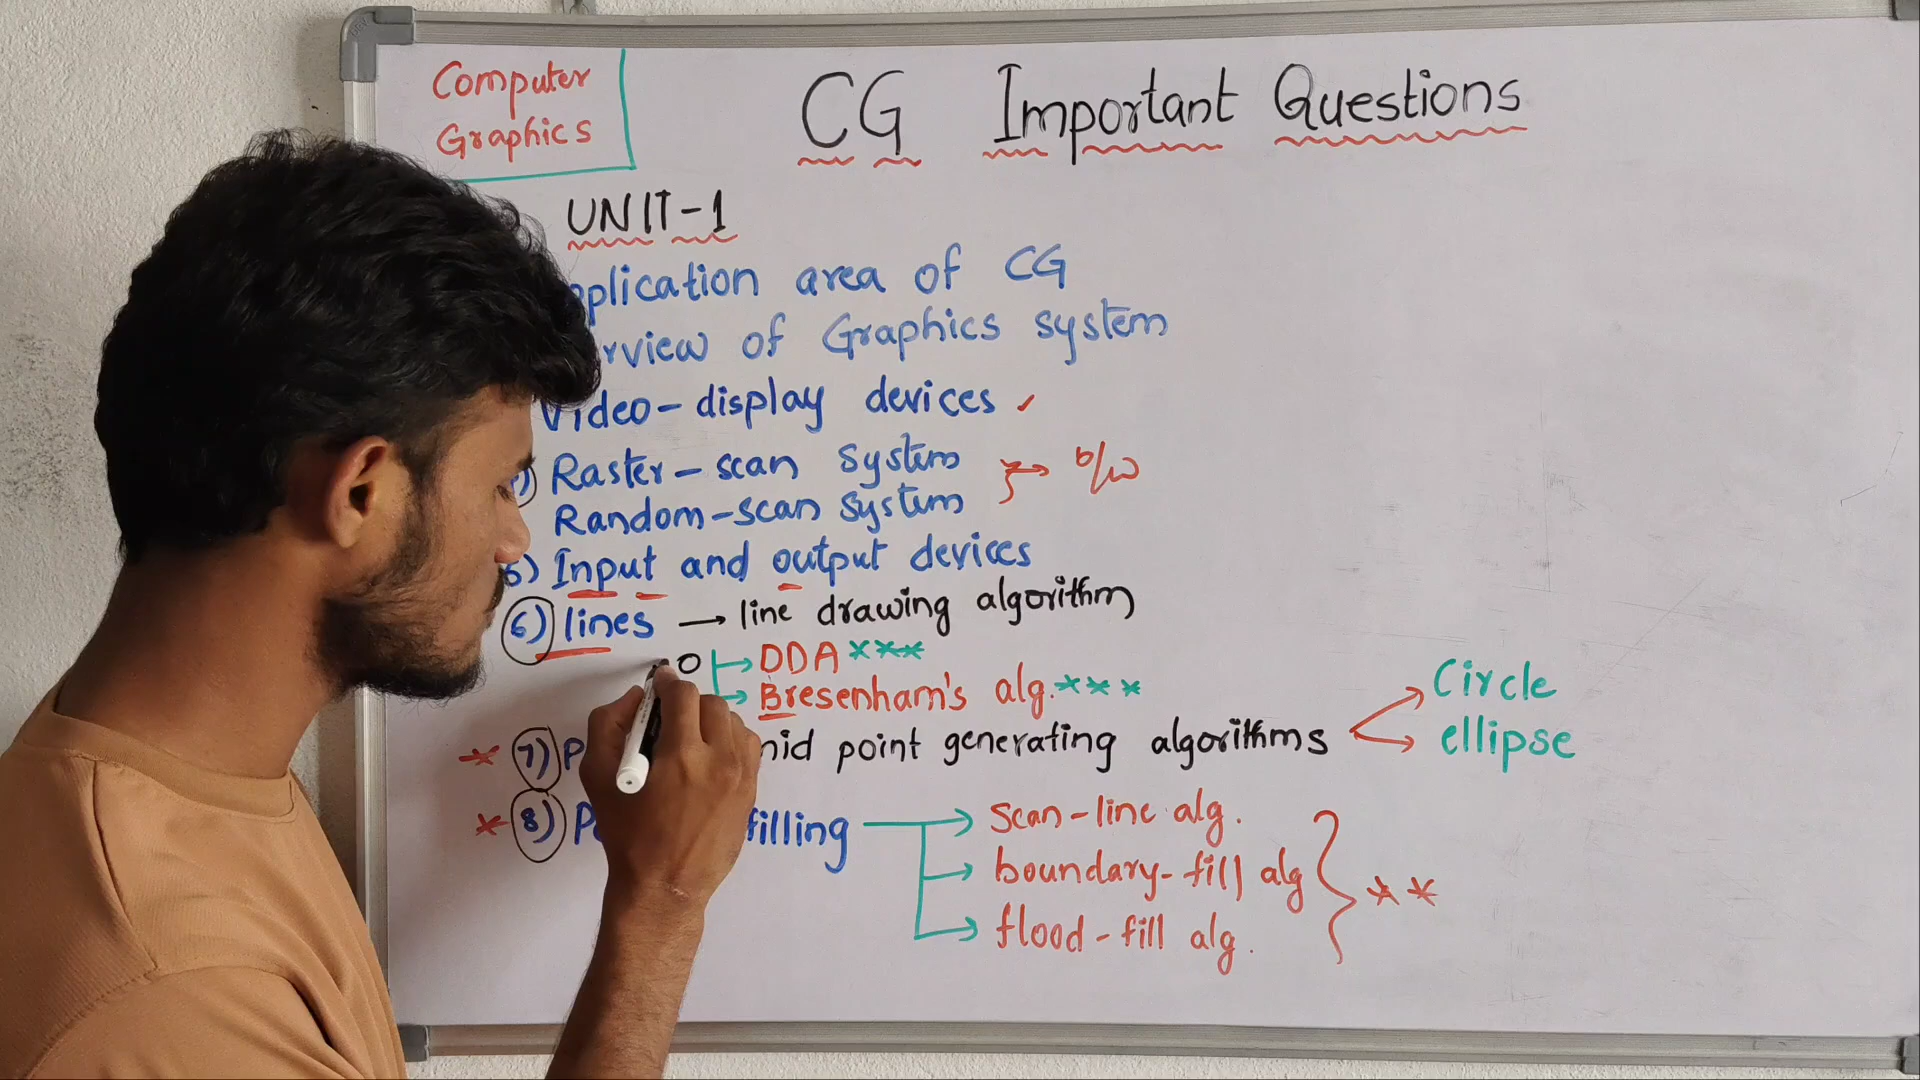 Computer
Graphics
CG Important Questions
UNIT-1
pplication area of CG
rview of Graphics system
Video-display devices
Raster-scan system
b/w
Random-scan system
5) Input and output devices
6) lines → line drawing algorithm
DDA ***
Bresenham's alg. ***
* 7) P mid point generating algorithms
Circle
ellipse
* 8) P filling
scan-line alg.
boundary-fill alg
flood-fill alg.
**